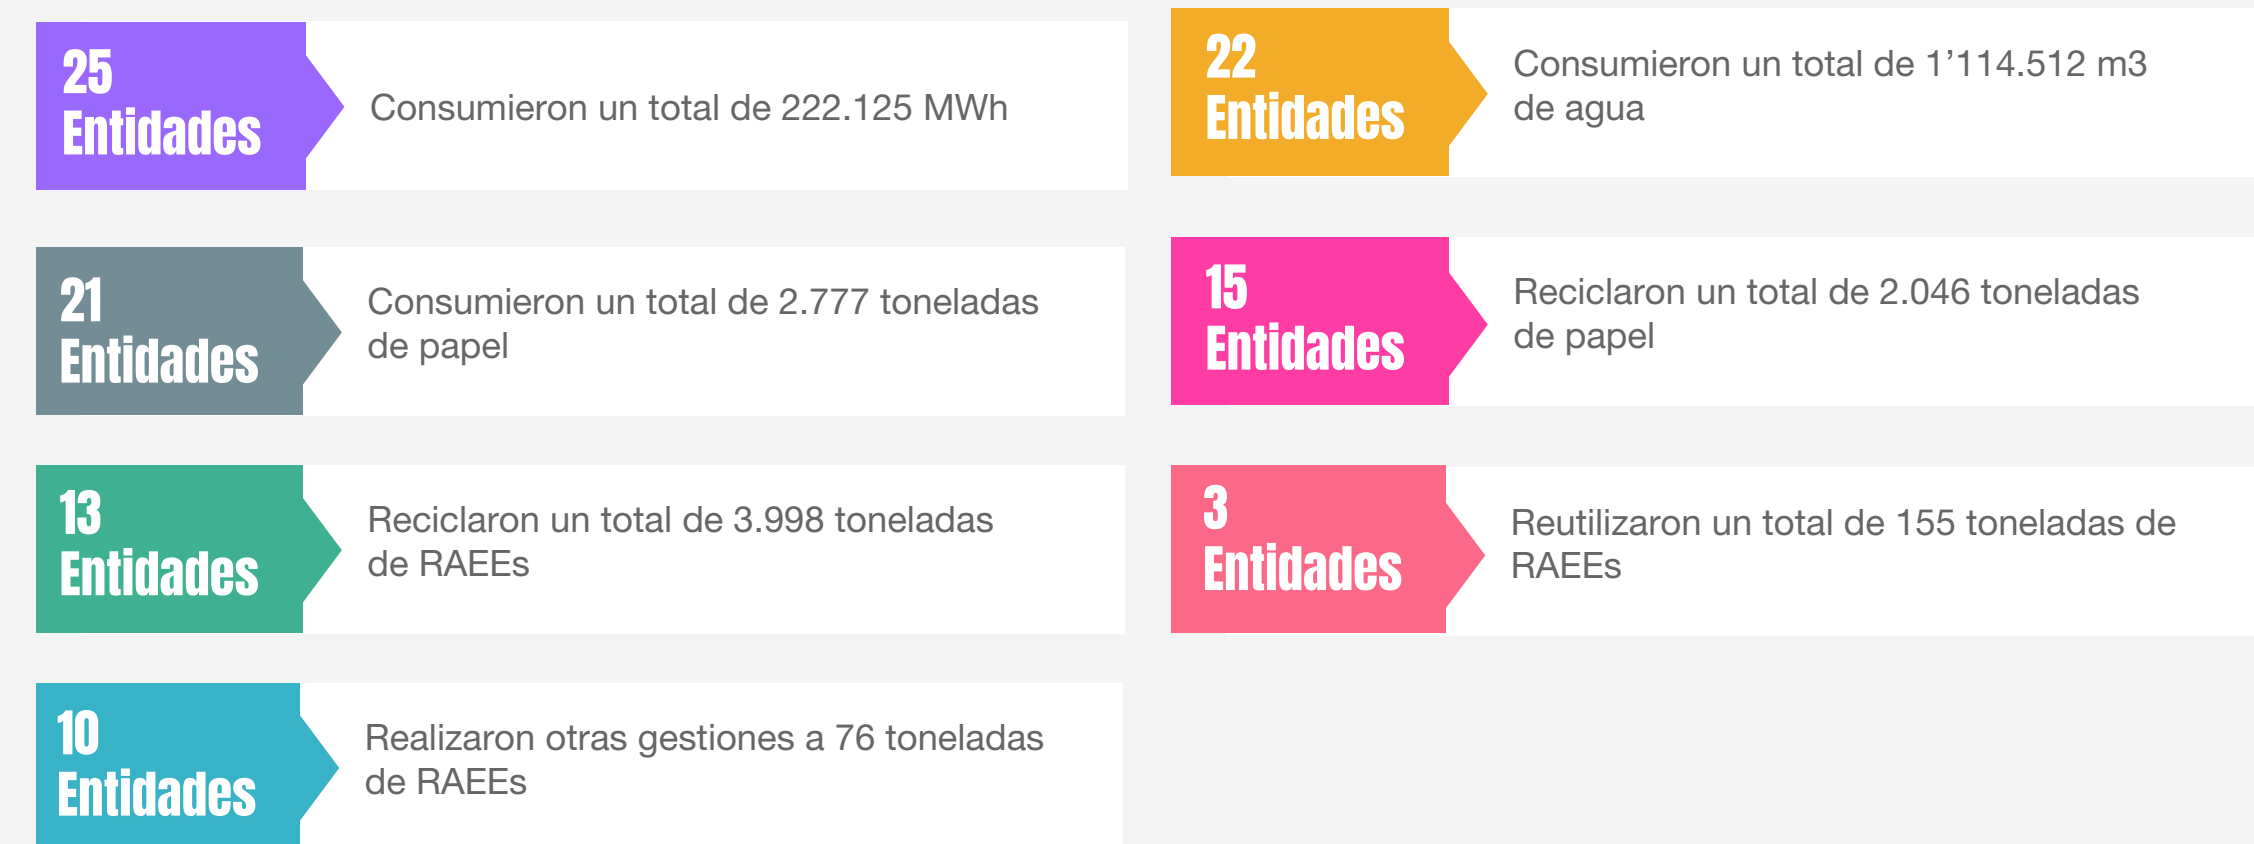 25
Entidades
Consumieron un total de 222.125 MWh
22
Entidades
Consumieron un total de 1’114.512 m3
de agua
21
Entidades
Consumieron un total de 2.777 toneladas
de papel
15
Entidades
Reciclaron un total de 2.046 toneladas
de papel
13
Entidades
Reciclaron un total de 3.998 toneladas
de RAEEs
3
Entidades
Reutilizaron un total de 155 toneladas de
RAEEs
10
Entidades
Realizaron otras gestiones a 76 toneladas
de RAEEs